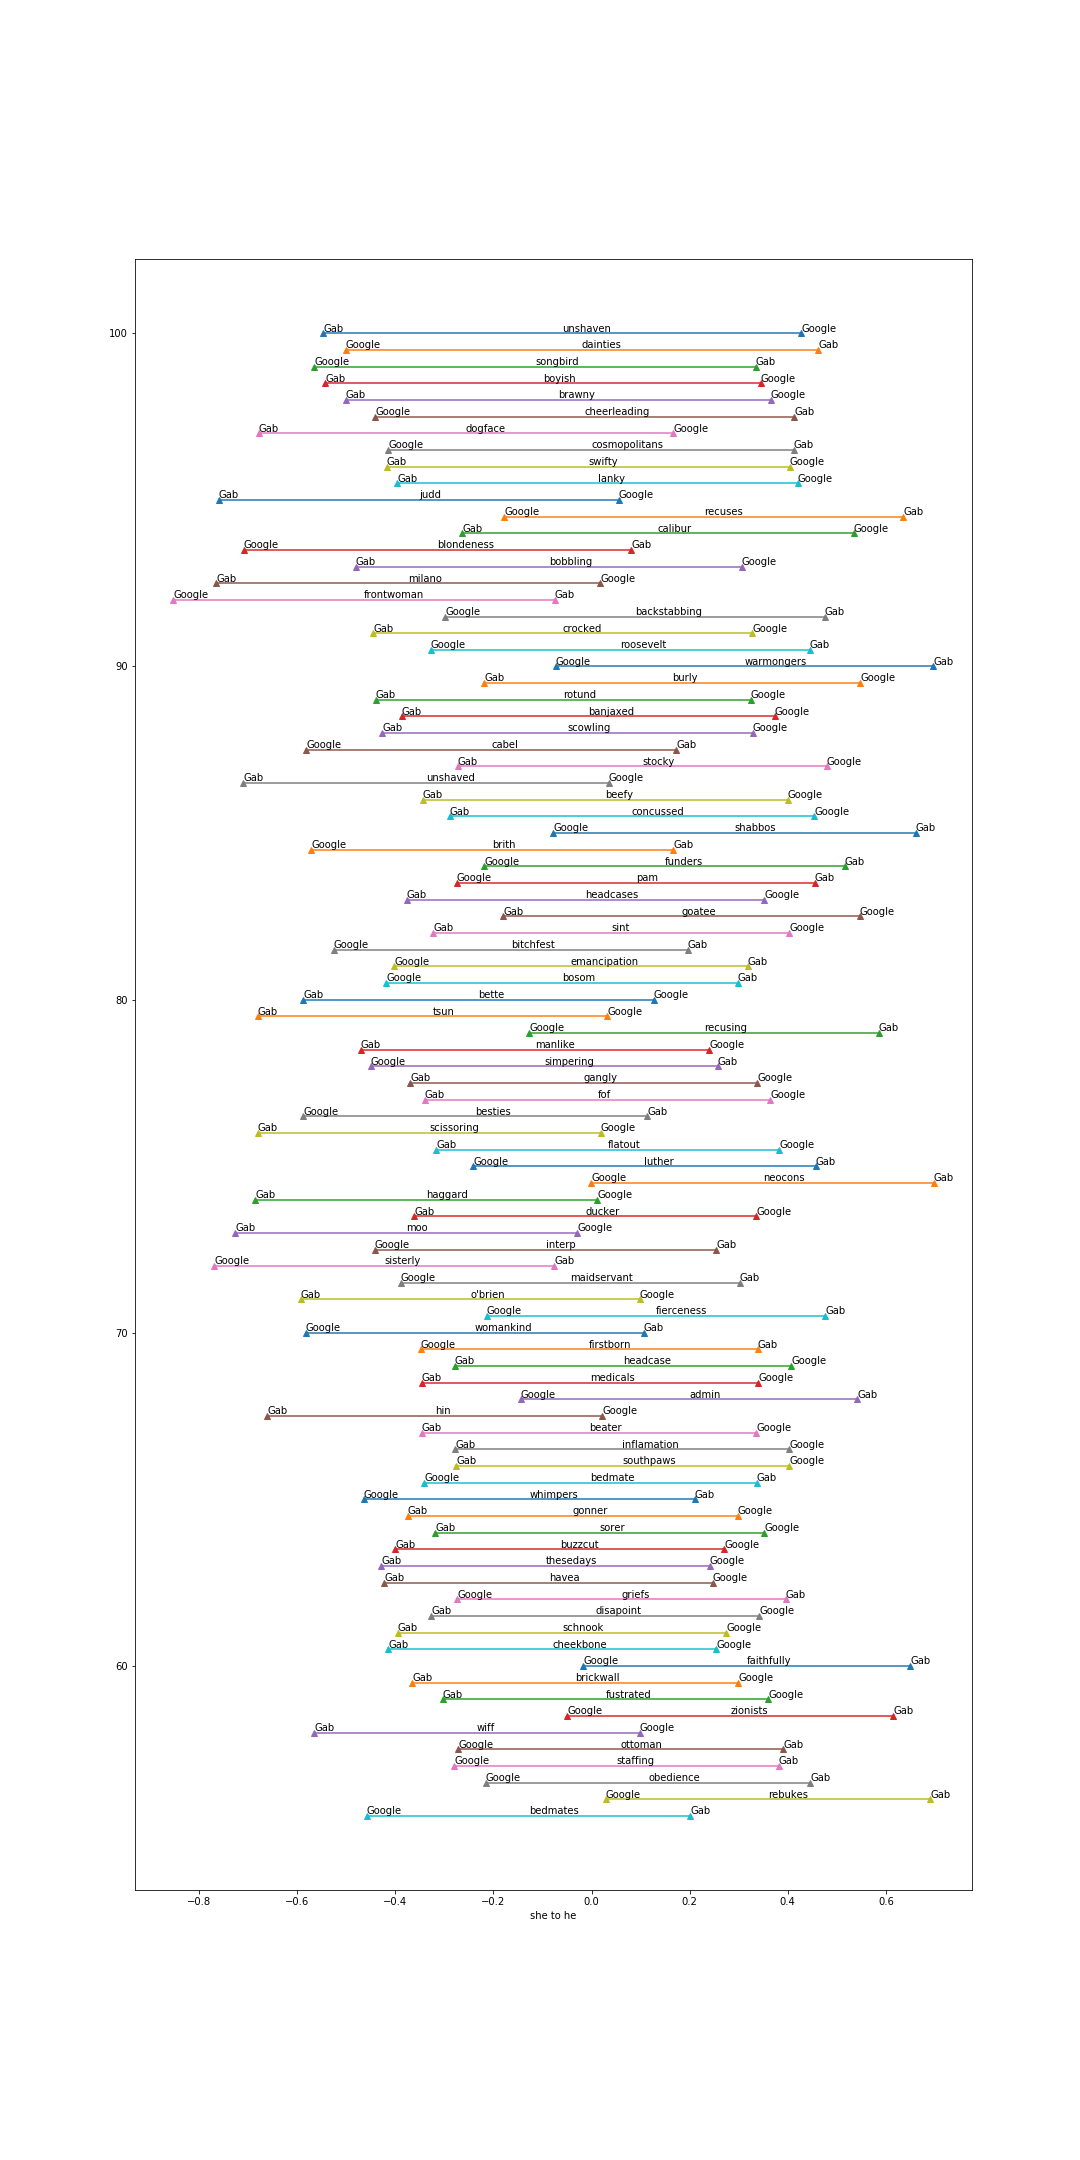 100
Gab unshaven Google
Google dainties Gab
Google songbird Gab
Gab boyish Google
Gab brawny Google
Google cheerleading Gab
Gab dogface Google
Google cosmopolitans Gab
Gab swifty Google
Gab lanky Google
Gab judd Google
Google recuses Gab
Gab calibur Google
Google blondeness Gab
Gab bobbling Google
Gab milano Google
Google frontwoman Gab
Google backstabbing Gab
Gab crocked Google
Google roosevelt Gab
90
Google warmongers Gab
Gab burly Google
Gab rotund Google
Gab banjaxed Google
Gab scowling Google
Google cabel Gab
Gab stocky Google
Gab unshaved Google
Gab beefy Google
Gab concussed Google
Google shabbos Gab
Google brith Gab
Google funders Gab
Google pam Gab
Gab headcases Google
Gab goatee Google
Gab sint Google
Google bitchfest Gab
Google emancipation Gab
Google bosom Gab
80
Gab bette Google
Gab tsun Google
Google recusing Gab
Gab manlike Google
Google simpering Gab
Gab gangly Google
Gab fof Google
Google besties Gab
Gab scissoring Google
Gab flatout Google
Google luther Gab
Google neocons Gab
Gab haggard Google
Gab ducker Google
Gab moo Google
Google interp Gab
Google sisterly Gab
Google maidservant Gab
Gab o'brien Google
Google fierceness Gab
70
Google womankind Gab
Google firstborn Gab
Gab headcase Google
Gab medicals Google
Google admin Gab
Gab hin Google
Gab beater Google
Gab inflamation Google
Gab southpaws Google
Google bedmate Gab
Google whimpers Gab
Gab gonner Google
Gab sorer Google
Gab buzzcut Google
Gab thesedays Google
Gab havea Google
Google griefs Gab
Gab disapoint Google
Gab schnook Google
Gab cheekbone Google
60
Google faithfully Gab
Gab brickwall Google
Gab fustrated Google
Google zionists Gab
Gab wiff Google
Google ottoman Gab
Google staffing Gab
Google obedience Gab
Google rebukes Gab
Google bedmates Gab
−0.8 −0.6 −0.4 −0.2 0.0 0.2 0.4 0.6
she to he